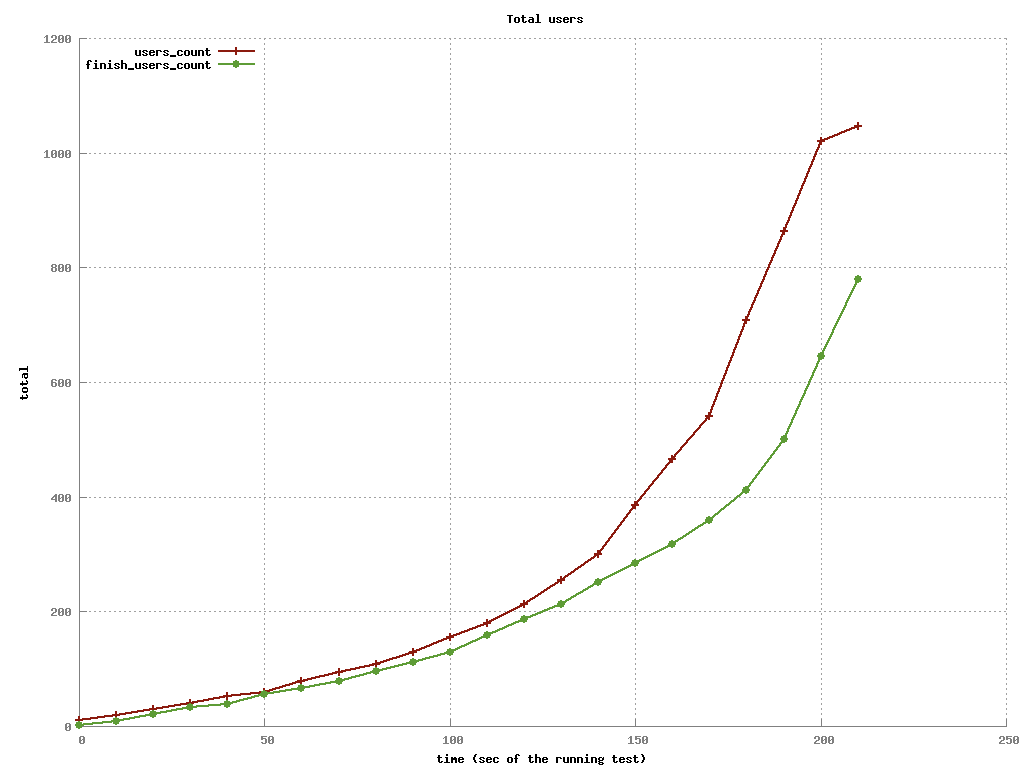 Total users
users_count
finish_users_count
1200
1000
800
600
400
200
0
total
0 50 100 150 200 250
time (sec of the running test)